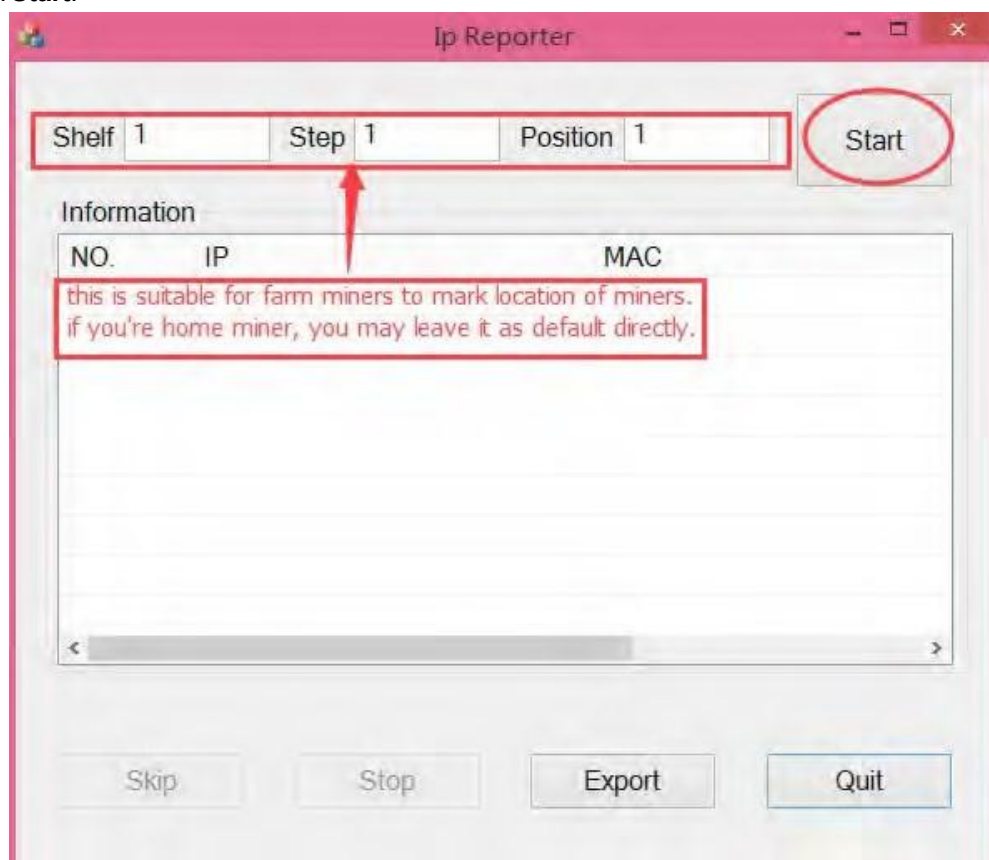 Start
Ip Reporter
Shelf 1 Step 1 Position 1 Start
Information
NO. IP MAC
this is suitable for farm miners to mark location of miners.
if you're home miner, you may leave it as default directly.
Skip Stop Export Quit